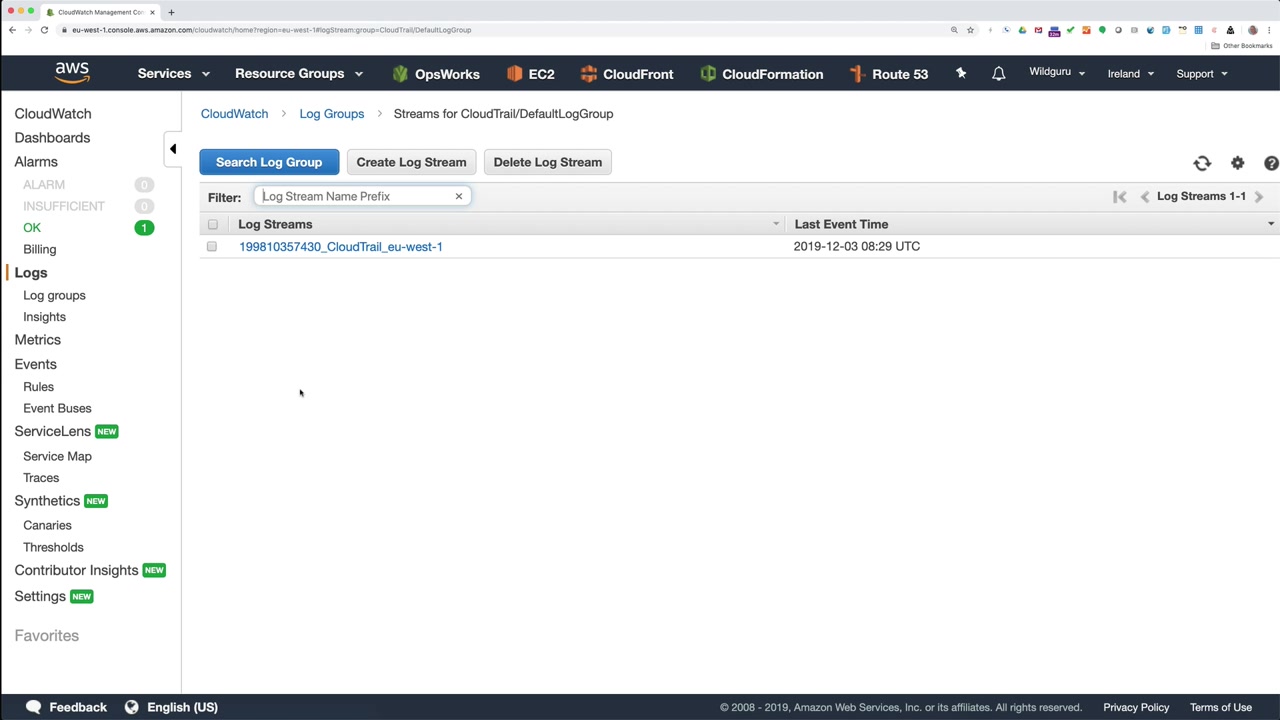 CloudWatch Management Con
eu-west-1.console.aws.amazon.com/cloudwatch/home?region=eu-west-1#logStream:group=CloudTrail/DefaultLogGroup
Other Bookmarks
aws Services Resource Groups OpsWorks EC2 CloudFront CloudFormation Route 53 Wildguru Ireland Support
CloudWatch
Dashboards
Alarms
ALARM 0
INSUFFICIENT 0
OK 1
Billing
Logs
Log groups
Insights
Metrics
Events
Rules
Event Buses
ServiceLens NEW
Service Map
Traces
Synthetics NEW
Canaries
Thresholds
Contributor Insights NEW
Settings NEW
Favorites
CloudWatch > Log Groups > Streams for CloudTrail/DefaultLogGroup
Search Log Group Create Log Stream Delete Log Stream
Filter: Log Stream Name Prefix Log Streams 1-1
Log Streams Last Event Time
199810357430_CloudTrail_eu-west-1 2019-12-03 08:29 UTC
Feedback English (US) © 2008 - 2019, Amazon Web Services, Inc. or its affiliates. All rights reserved. Privacy Policy Terms of Use